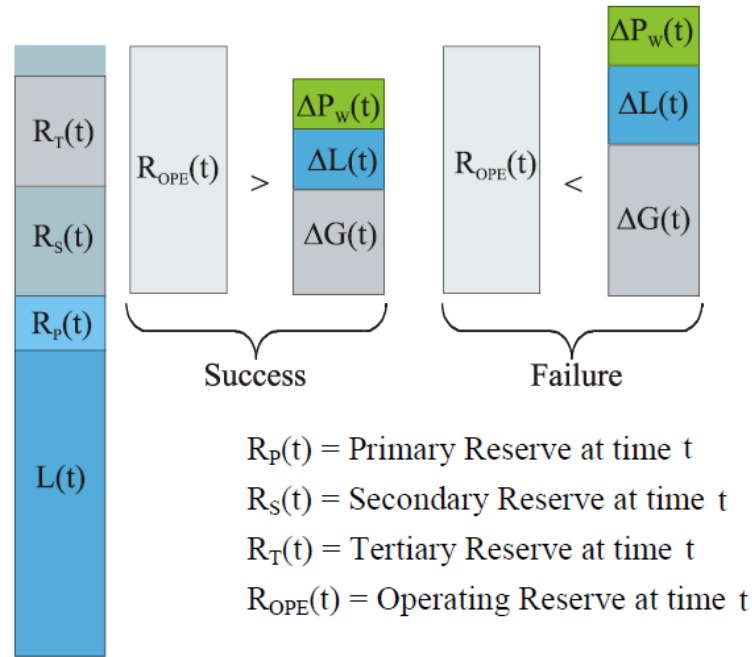 R_T(t)
R_S(t)
R_P(t)
L(t)
R_OPE(t)
>
ΔP_W(t)
ΔL(t)
ΔG(t)
Success
R_OPE(t)
<
ΔP_W(t)
ΔL(t)
ΔG(t)
Failure
R_P(t) = Primary Reserve at time t
R_S(t) = Secondary Reserve at time t
R_T(t) = Tertiary Reserve at time t
R_OPE(t) = Operating Reserve at time t